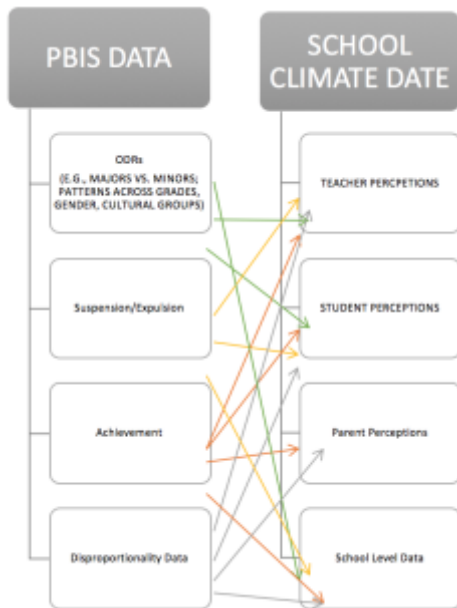 PBIS DATA
SCHOOL
CLIMATE DATE
ODRs
(E.G., MAJORS VS. MINORS;
PATTERNS ACROSS GRADES,
GENDER, CULTURAL GROUPS)
Suspension/Expulsion
Achievement
Disproportionality Data
TEACHER PERCPETIONS
STUDENT PERCEPTIONS
Parent Perceptions
School Level Data